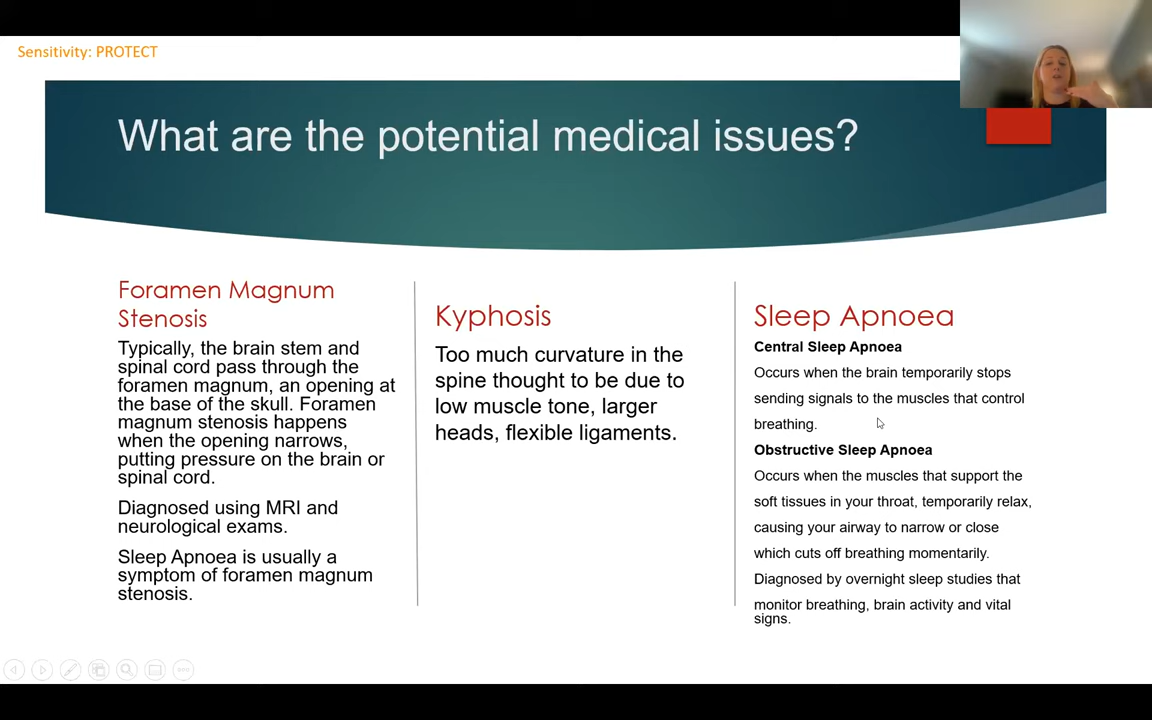 Sensitivity: PROTECT
What are the potential medical issues?
Foramen Magnum
Stenosis
Typically, the brain stem and
spinal cord pass through the
foramen magnum, an opening at
the base of the skull. Foramen
magnum stenosis happens
when the opening narrows,
putting pressure on the brain or
spinal cord.
Diagnosed using MRI and
neurological exams.
Sleep Apnoea is usually a
symptom of foramen magnum
stenosis.
Kyphosis
Too much curvature in the
spine thought to be due to
low muscle tone, larger
heads, flexible ligaments.
Sleep Apnoea
Central Sleep Apnoea
Occurs when the brain temporarily stops
sending signals to the muscles that control
breathing.
Obstructive Sleep Apnoea
Occurs when the muscles that support the
soft tissues in your throat, temporarily relax,
causing your airway to narrow or close
which cuts off breathing momentarily.
Diagnosed by overnight sleep studies that
monitor breathing, brain activity and vital
signs.